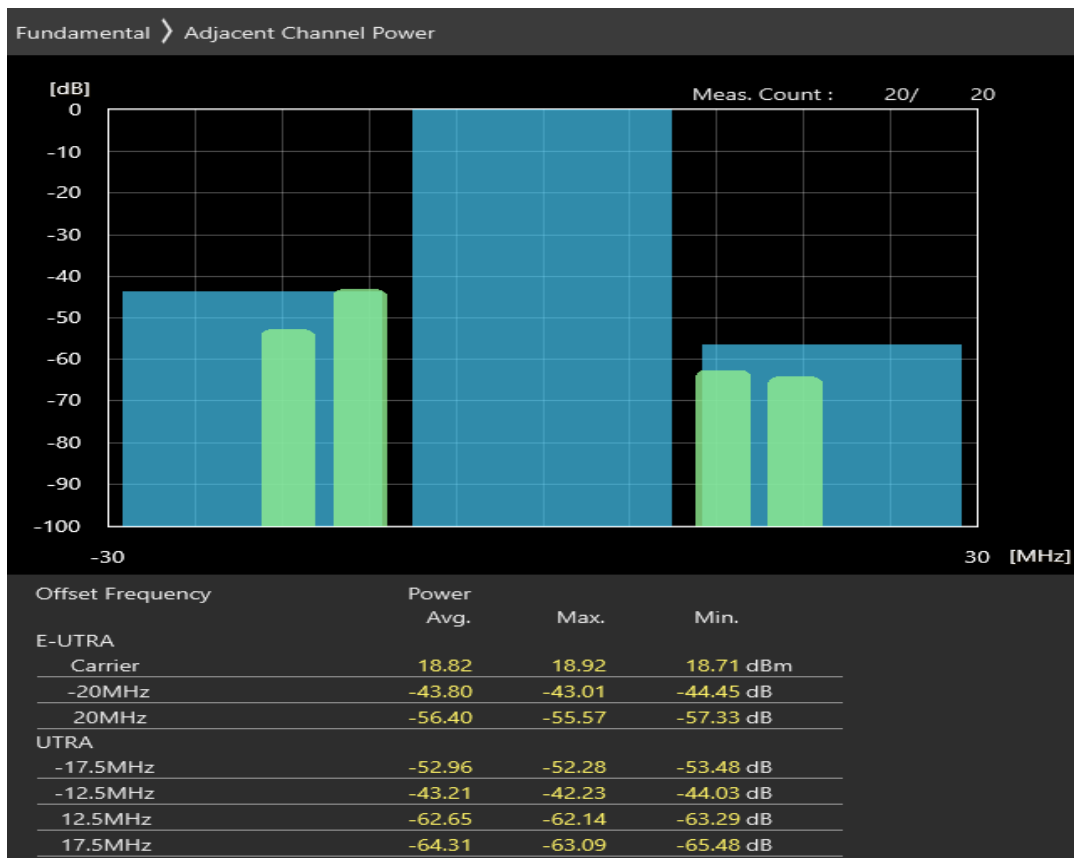 Fundamental 〉 Adjacent Channel Power
[dB]
Meas. Count : 20/ 20
0
-10
-20
-30
-40
-50
-60
-70
-80
-90
-100
-30 30 [MHz]
Offset Frequency Power
Avg. Max. Min.
E-UTRA
Carrier 18.82 18.92 18.71 dBm
-20MHz -43.80 -43.01 -44.45 dB
20MHz -56.40 -55.57 -57.33 dB
UTRA
-17.5MHz -52.96 -52.28 -53.48 dB
-12.5MHz -43.21 -42.23 -44.03 dB
12.5MHz -62.65 -62.14 -63.29 dB
17.5MHz -64.31 -63.09 -65.48 dB